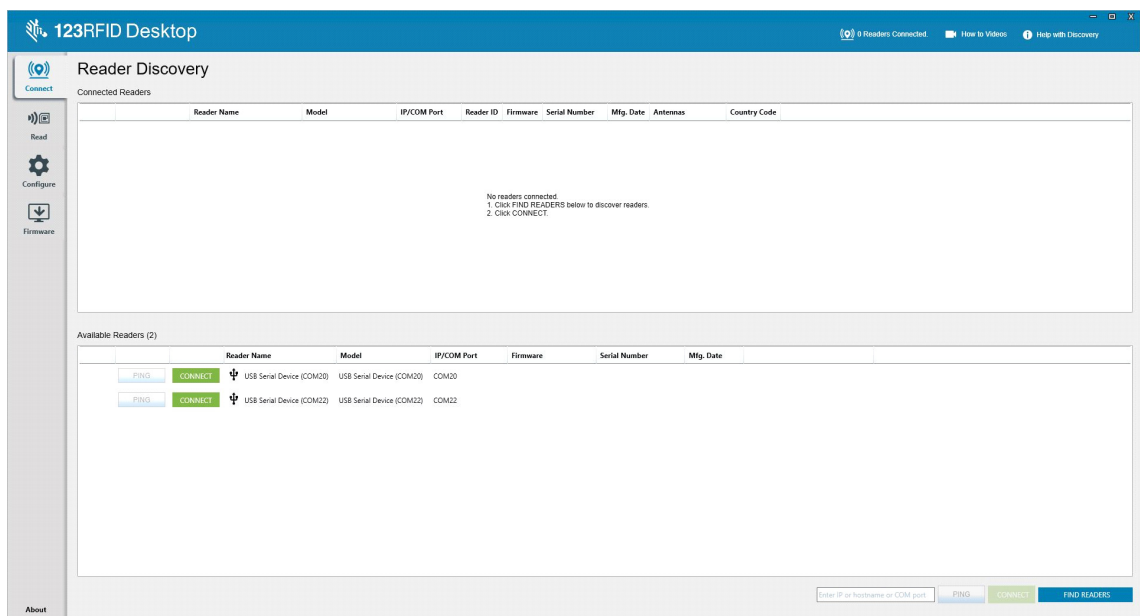 123RFID Desktop
0 Readers Connected. How to Videos Help with Discovery
Connect
Read
Configure
Firmware
About
Reader Discovery
Connected Readers
Reader Name Model IP/COM Port Reader ID Firmware Serial Number Mfg. Date Antennas Country Code
No readers connected.
1. Click FIND READERS below to discover readers.
2. Click CONNECT.
Available Readers (2)
Reader Name Model IP/COM Port Firmware Serial Number Mfg. Date
PING CONNECT USB Serial Device (COM20) USB Serial Device (COM20) COM20
PING CONNECT USB Serial Device (COM22) USB Serial Device (COM22) COM22
Enter IP or hostname or COM port PING CONNECT FIND READERS